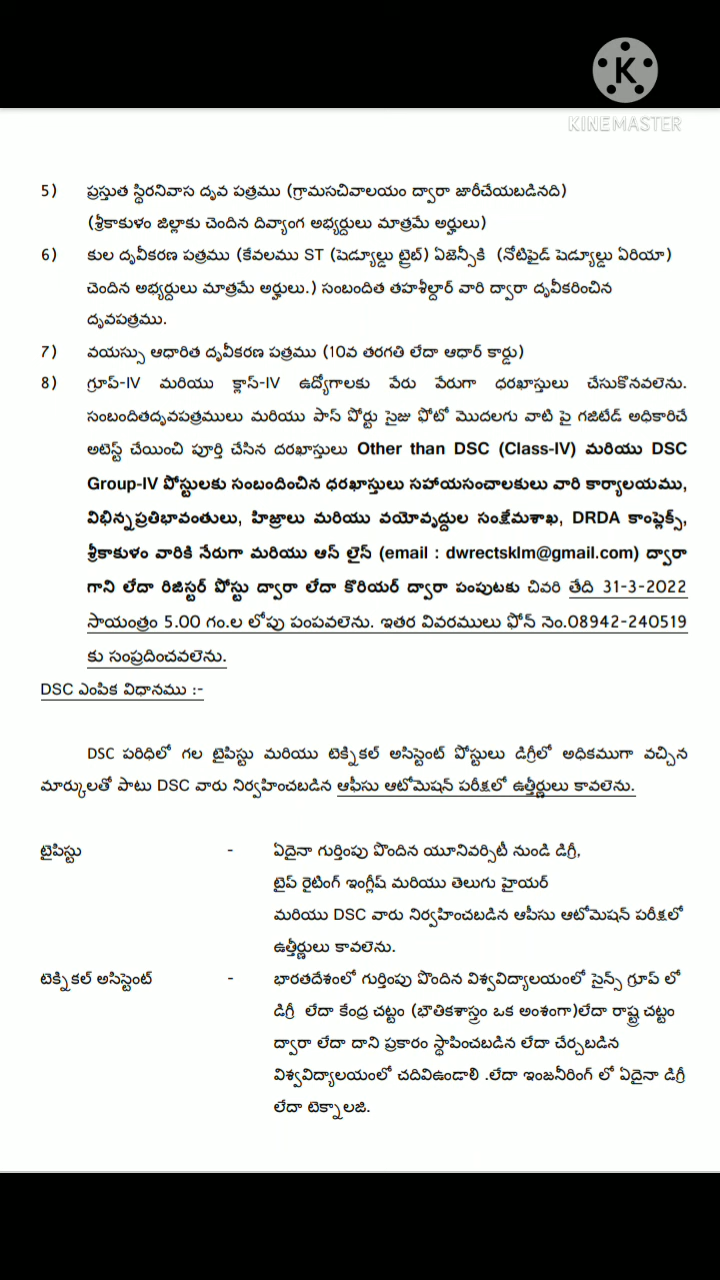 K
KINEMASTER
5) ప్రస్తుత స్థిరనివాస దృవ పత్రము (గ్రామసచివాలయం ద్వారా జారీచేయబడినది)
(శ్రీకాకుళం జిల్లాకు చెందిన దివ్యాంగ అభ్యర్ధులు మాత్రమే అర్హులు)
6) కుల దృవీకరణ పత్రము (కేవలము ST (షెడ్యూల్డు ట్రైబ్) ఏజెన్సీకి (నోటిఫైడ్ షెడ్యూల్డు ఏరియా)
చెందిన అభ్యర్ధులు మాత్రమే అర్హులు.) సంబందిత తహశీల్దార్ వారి ద్వారా దృవీకరించిన
దృవపత్రము.
7) వయస్సు ఆధారిత దృవీకరణ పత్రము (10వ తరగతి లేదా ఆధార్ కార్డు)
8) గ్రూప్-IV మరియు క్లాస్-IV ఉద్యోగాలకు వేరు వేరుగా ధరఖాస్తులు చేసుకొనవలెను.
సంబందితదృవపత్రములు మరియు పాస్ పోర్టు సైజు ఫోటో మొదలగు వాటి పై గజిటేడ్ అధికారిచే
అటెస్ట్ చేయించి పూర్తి చేసిన దరఖాస్తులు Other than DSC (Class-IV) మరియు DSC
Group-IV పోస్టులకు సంబందించిన ధరఖాస్తులు సహాయసంచాలకులు వారి కార్యాలయము,
విభిన్నప్రతిభావంతులు, హిజ్రాలు మరియు వయోవృద్దుల సంక్షేమశాఖ, DRDA కాంప్లెక్స్,
శ్రీకాకుళం వారికి నేరుగా మరియు ఆన్ లైన్ (email : dwrectsklm@gmail.com) ద్వారా
గాని లేదా రిజిస్టర్ పోస్టు ద్వారా లేదా కొరియర్ ద్వారా పంపుటకు చివరి తేది 31-3-2022
సాయంత్రం 5.00 గం.ల లోపు పంపవలెను. ఇతర వివరములు ఫోన్ నెం.08942-240519
కు సంప్రదించవలెను.
DSC ఎంపిక విధానము :-
DSC పరిధిలో గల టైపిస్టు మరియు టెక్నికల్ అసిస్టెంట్ పోస్టులు డిగ్రీలో అధికముగా వచ్చిన
మార్కులతో పాటు DSC వారు నిర్వహించబడిన ఆఫీసు ఆటోమెషన్ పరీక్షలో ఉత్తీర్ణులు కావలెను.
టైపిస్టు - ఏదైనా గుర్తింపు పొందిన యూనివర్సిటీ నుండి డిగ్రీ,
టైప్ రైటింగ్ ఇంగ్లీష్ మరియు తెలుగు హైయర్
మరియు DSC వారు నిర్వహించబడిన ఆపీసు ఆటోమెషన్ పరీక్షలో
ఉత్తీర్ణులు కావలెను.
టెక్నికల్ అసిస్టెంట్ - భారతదేశంలో గుర్తింపు పొందిన విశ్వవిద్యాలయంలో సైన్స్ గ్రూప్ లో
డిగ్రీ లేదా కేంద్ర చట్టం (భౌతికశాస్త్రం ఒక అంశంగా)లేదా రాష్ట్ర చట్టం
ద్వారా లేదా దాని ప్రకారం స్థాపించబడిన లేదా చేర్చబడిన
విశ్వవిద్యాలయంలో చదివిఉండాలి .లేదా ఇంజనీరింగ్ లో ఏదైనా డిగ్రీ
లేదా టెక్నాలజి.